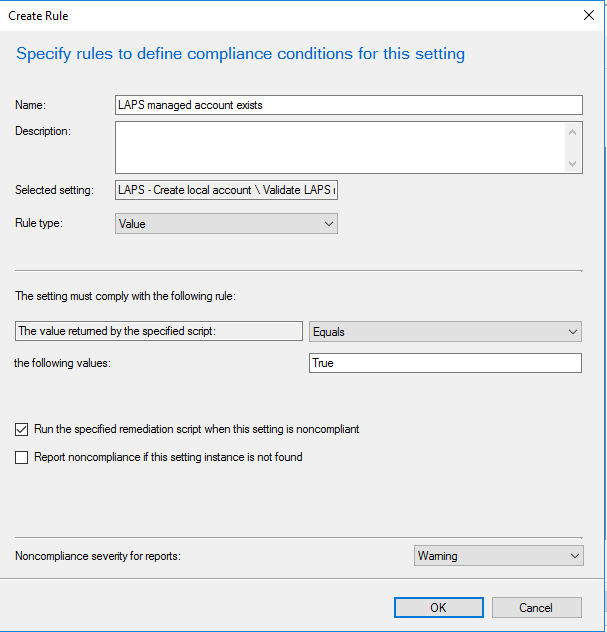 Create Rule
Specify rules to define compliance conditions for this setting
Name: LAPS managed account exists
Description:
Selected setting: LAPS - Create local account \ Validate LAPS
Rule type: Value
The setting must comply with the following rule:
The value returned by the specified script: Equals
the following values: True
Run the specified remediation script when this setting is noncompliant
Report noncompliance if this setting instance is not found
Noncompliance severity for reports: Warning
OK Cancel